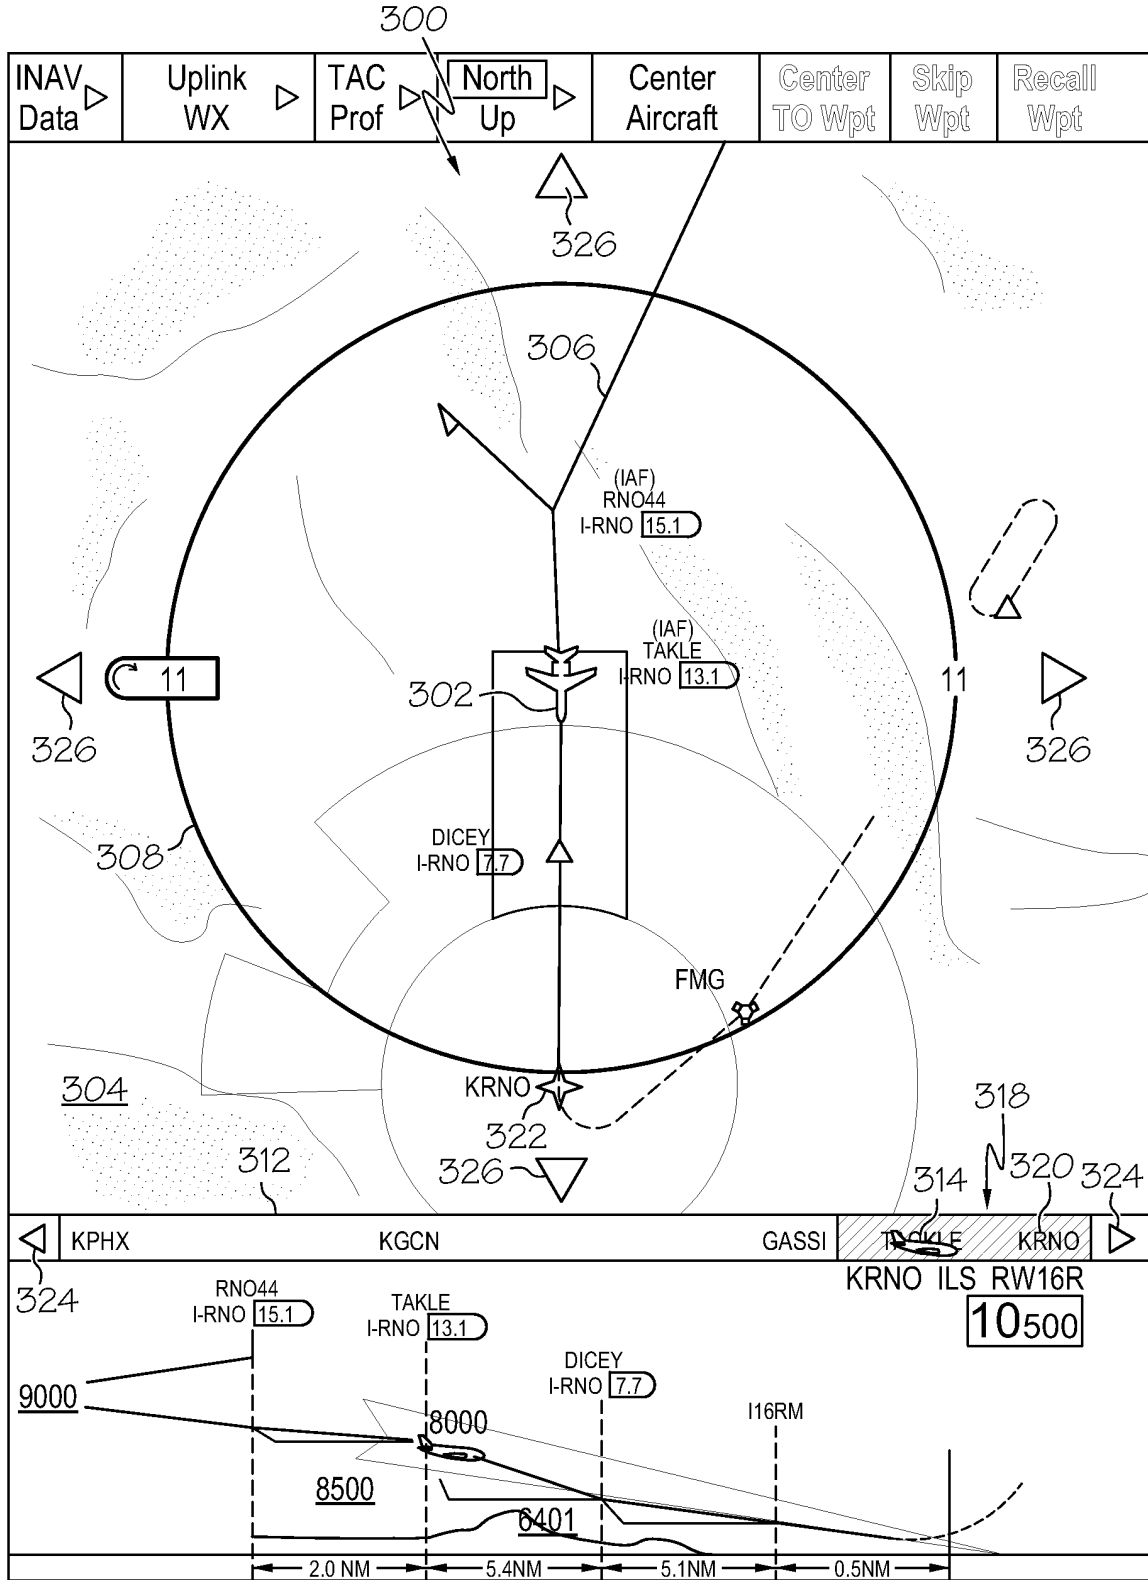 300
INAV Data
Uplink WX
TAC Prof
North Up
Center Aircraft
Center TO Wpt
Skip Wpt
Recall Wpt
326
306
(IAF)
RNO44
I-RNO 15.1
(IAF)
TAKLE
I-RNO 13.1
11
302
11
326
326
DICEY
I-RNO 7.7
308
FMG
KRNO
304
322
318
312
326
314
320
324
KPHX
KGCN
GASSI
KRNO
324
KRNO ILS RW16R
RNO44
I-RNO 15.1
TAKLE
I-RNO 13.1
10500
DICEY
I-RNO 7.7
9000
8000
I16RM
8500
6401
2.0 NM
5.4NM
5.1NM
0.5NM